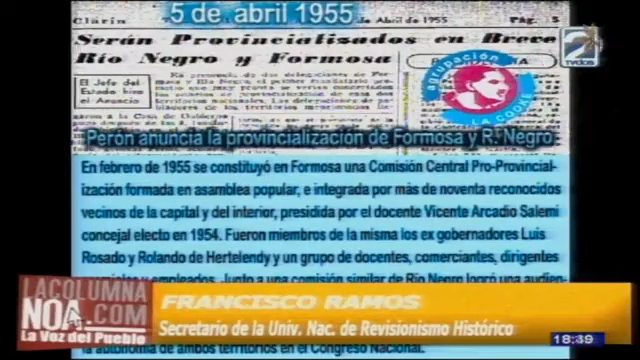 5 de abril 1955
Clarín
de Abril de 1955
Pág. 5
Serán Provincializados en Breve
Río Negro y Formosa
El Jefe del
Estado hizo
el Anuncio
agrupación
LA COOKE
tvdos
Perón anuncia la provincialización de Formosa y R. Negro
En febrero de 1955 se constituyó en Formosa una Comisión Central Pro-Provincial-
ización formada en asamblea popular, e integrada por más de noventa reconocidos
vecinos de la capital y del interior, presidida por el docente Vicente Arcadio Salemi
concejal electo en 1954. Fueron miembros de la misma los ex gobernadores Luis
Rosado y Rolando de Hertelendy y un grupo de docentes, comerciantes, dirigentes
y empleados. Junto a una comisión similar de Río Negro logró una audien-
LACOLUMNA
NOA.COM
La Voz del Pueblo
FRANCISCO RAMOS
Secretario de la Univ. Nac. de Revisionismo Histórico
18:39
la autonomía de ambos territorios en el Congreso Nacional.